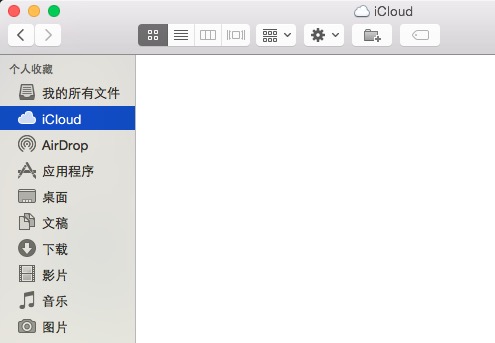 iCloud
个人收藏
我的所有文件
iCloud
AirDrop
应用程序
桌面
文稿
下载
影片
音乐
图片